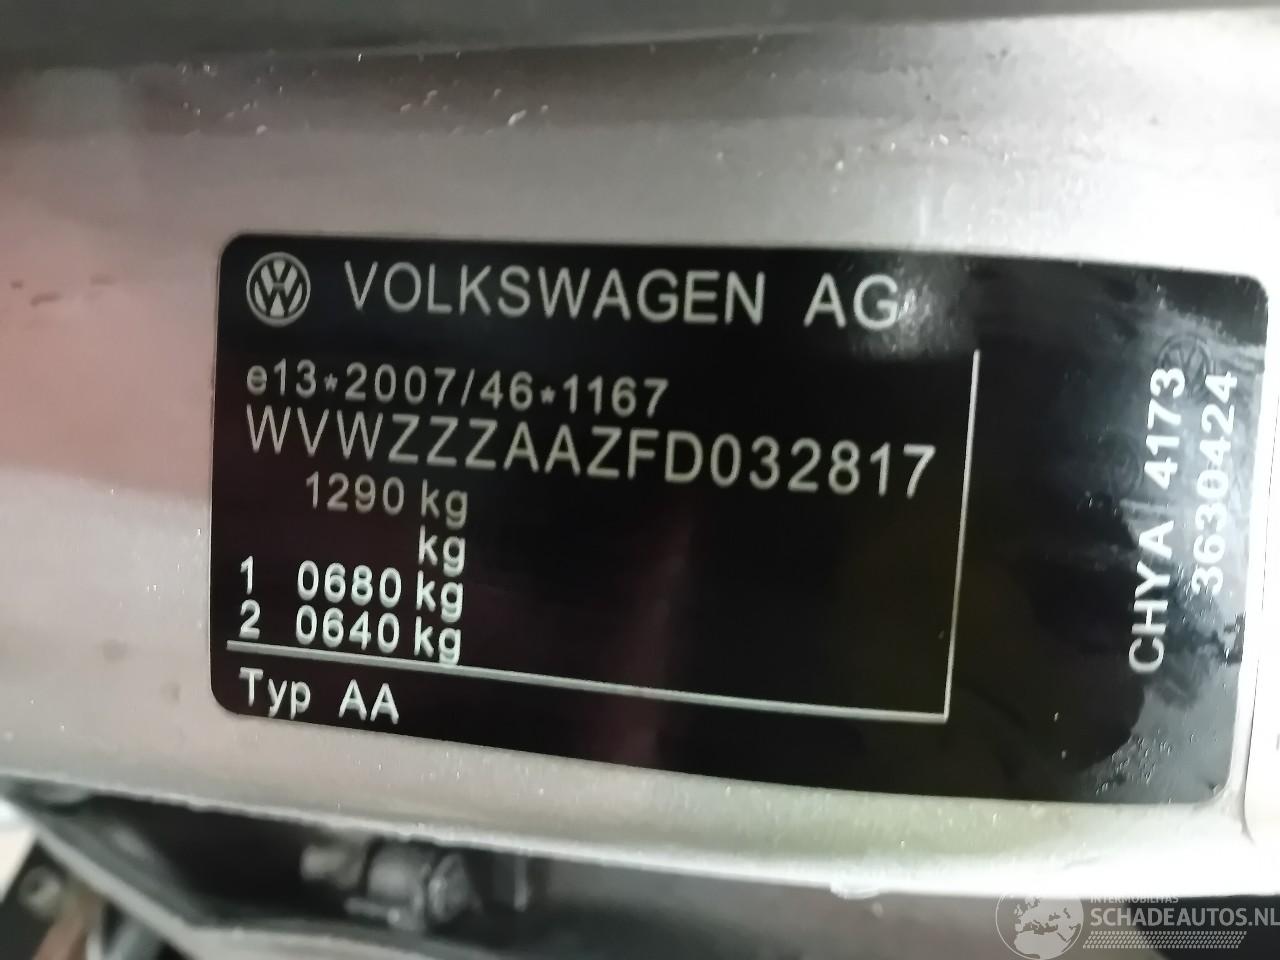 VOLKSWAGEN AG
e13*2007/46*1167
WVWZZZAAZFD032817
1290 kg
kg
1 0680 kg
2 0640 kg
Typ AA
CHYA 4173
3630424
INTERMOBILITAS
SCHADEAUTOS.NL